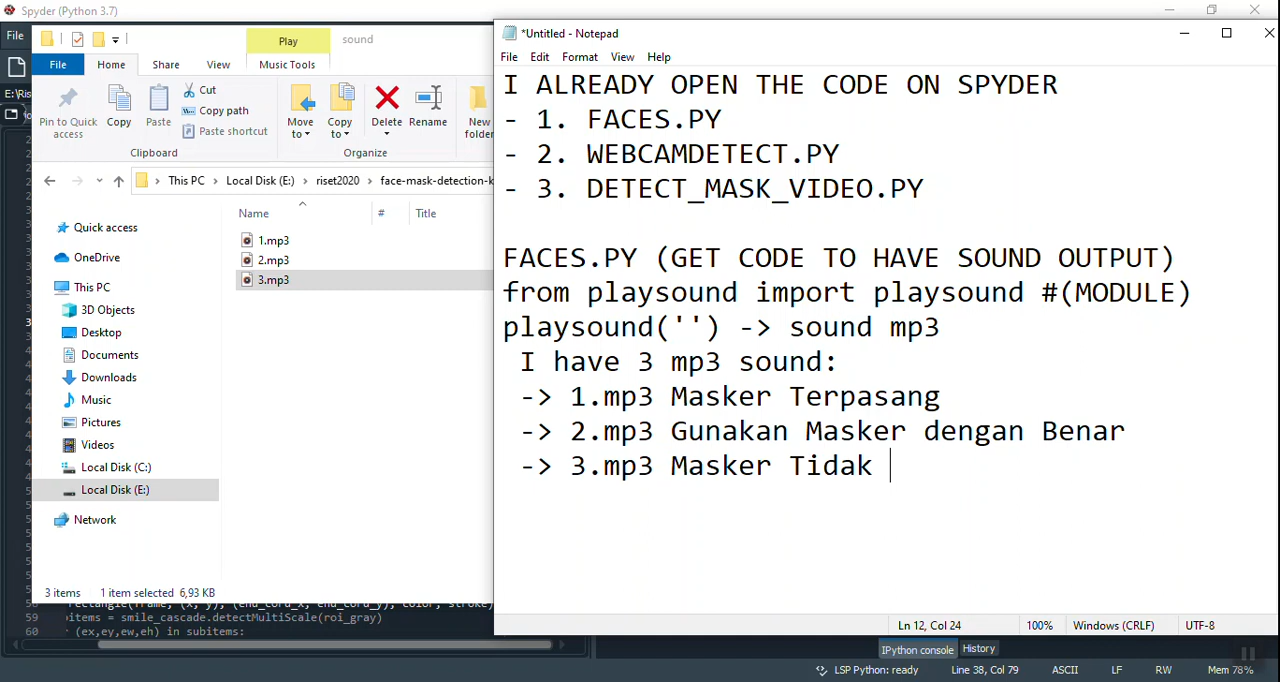 Spyder (Python 3.7)
File
E:\Ris
Play
sound
File
Home
Share
View
Music Tools
Pin to Quick access
Copy
Paste
Cut
Copy path
Paste shortcut
Clipboard
Move to
Copy to
Delete
Rename
Organize
New folder
This PC > Local Disk (E:) > riset2020 > face-mask-detection-k
Name
#
Title
1.mp3
2.mp3
3.mp3
Quick access
OneDrive
This PC
3D Objects
Desktop
Documents
Downloads
Music
Pictures
Videos
Local Disk (C:)
Local Disk (E:)
Network
3 items
1 item selected 6,93 KB
59 bitems = smile_cascade.detectMultiScale(roi_gray)
60 (ex,ey,ew,eh) in subitems:
*Untitled - Notepad
File Edit Format View Help
I ALREADY OPEN THE CODE ON SPYDER
- 1. FACES.PY
- 2. WEBCAMDETECT.PY
- 3. DETECT_MASK_VIDEO.PY
FACES.PY (GET CODE TO HAVE SOUND OUTPUT)
from playsound import playsound #(MODULE)
playsound('') -> sound mp3
I have 3 mp3 sound:
-> 1.mp3 Masker Terpasang
-> 2.mp3 Gunakan Masker dengan Benar
-> 3.mp3 Masker Tidak
Ln 12, Col 24
100%
Windows (CRLF)
UTF-8
IPython console
History
LSP Python: ready
Line 38, Col 79
ASCII
LF
RW
Mem 78%